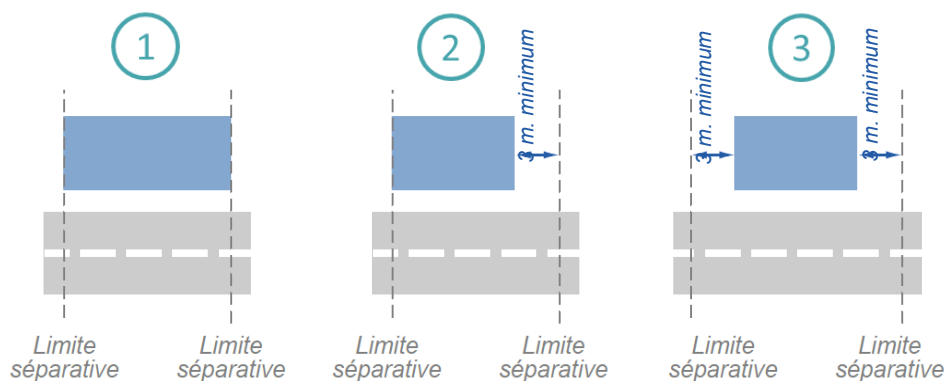 1
2
3
3 m. minimum
3 m. minimum
3 m. minimum
Limite
séparative
Limite
séparative
Limite
séparative
Limite
séparative
Limite
séparative
Limite
séparative